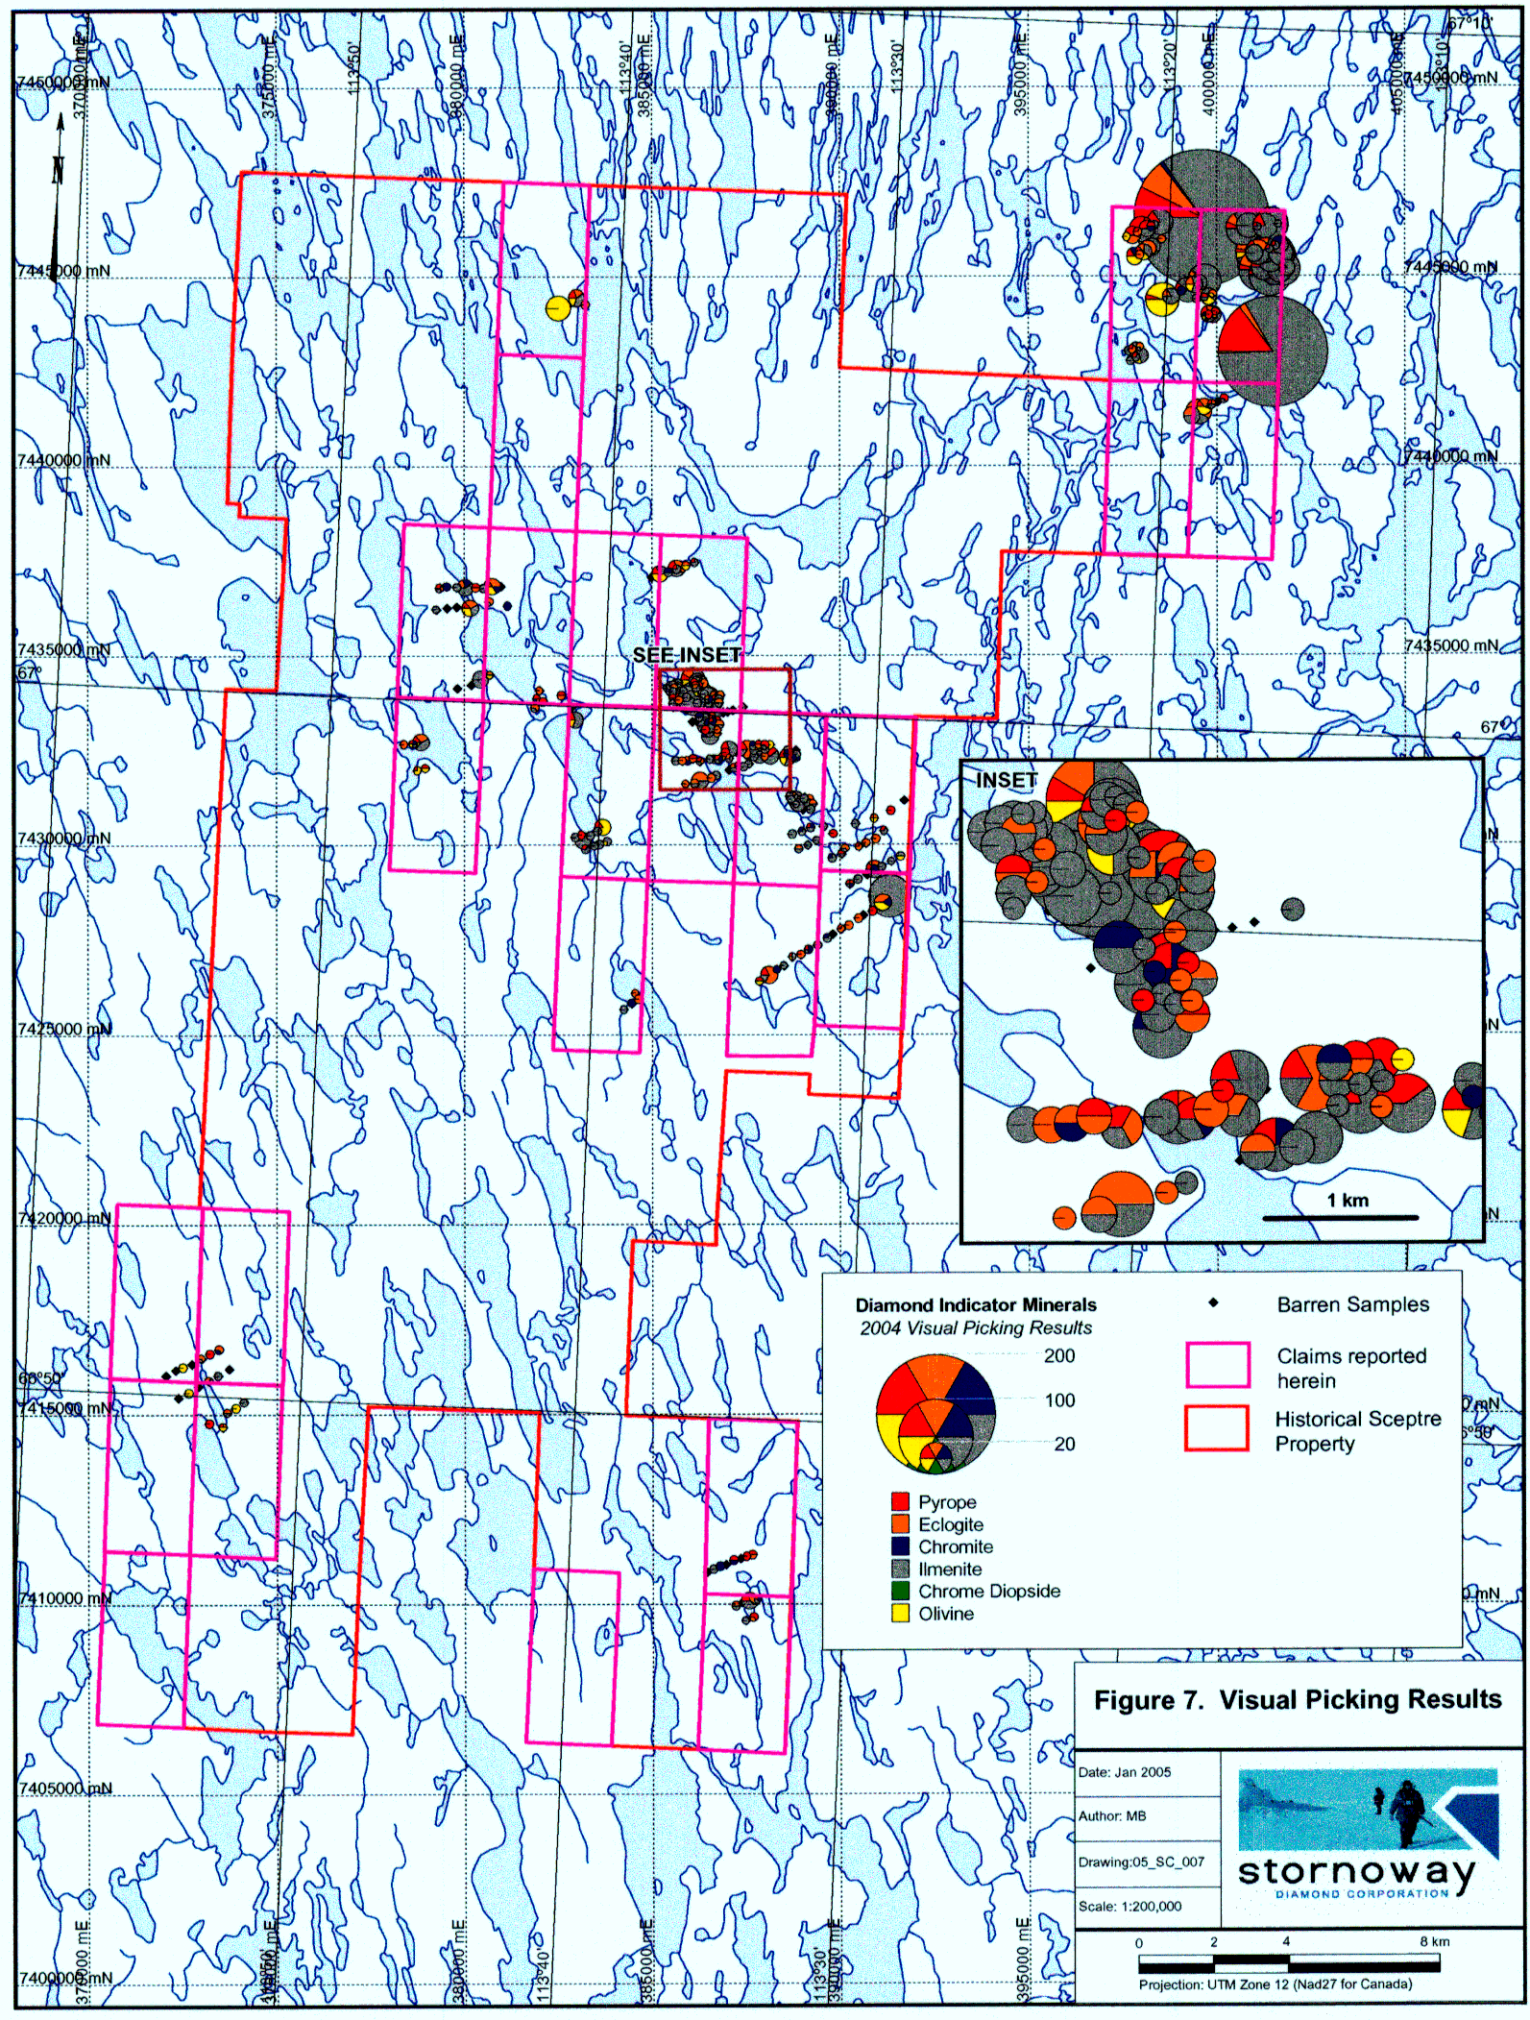 67°10'
370000 mE
375000 mE
113°50'
380000 mE
113°40'
385000 mE
390000 mE
113°30'
395000 mE
113°20'
400000 mE
405000 mE
113°10'
7450000 mN
7450000 mN
N
7445000 mN
7445000 mN
7440000 mN
7440000 mN
7435000 mN
7435000 mN
SEE INSET
67°
67°
INSET
7430000 mN
7425000 mN
7420000 mN
1 km
66°50'
7415000 mN
7410000 mN
7405000 mN
7400000 mN
Diamond Indicator Minerals
2004 Visual Picking Results
200
100
20
Pyrope
Eclogite
Chromite
Ilmenite
Chrome Diopside
Olivine
Barren Samples
Claims reported
herein
Historical Sceptre
Property
Figure 7. Visual Picking Results
Date: Jan 2005
Author: MB
Drawing:05_SC_007
Scale: 1:200,000
stornoway
DIAMOND CORPORATION
0 2 4 8 km
Projection: UTM Zone 12 (Nad27 for Canada)
370000 mE
380000 mE
113°40'
385000 mE
113°30'
390000 mE
395000 mE